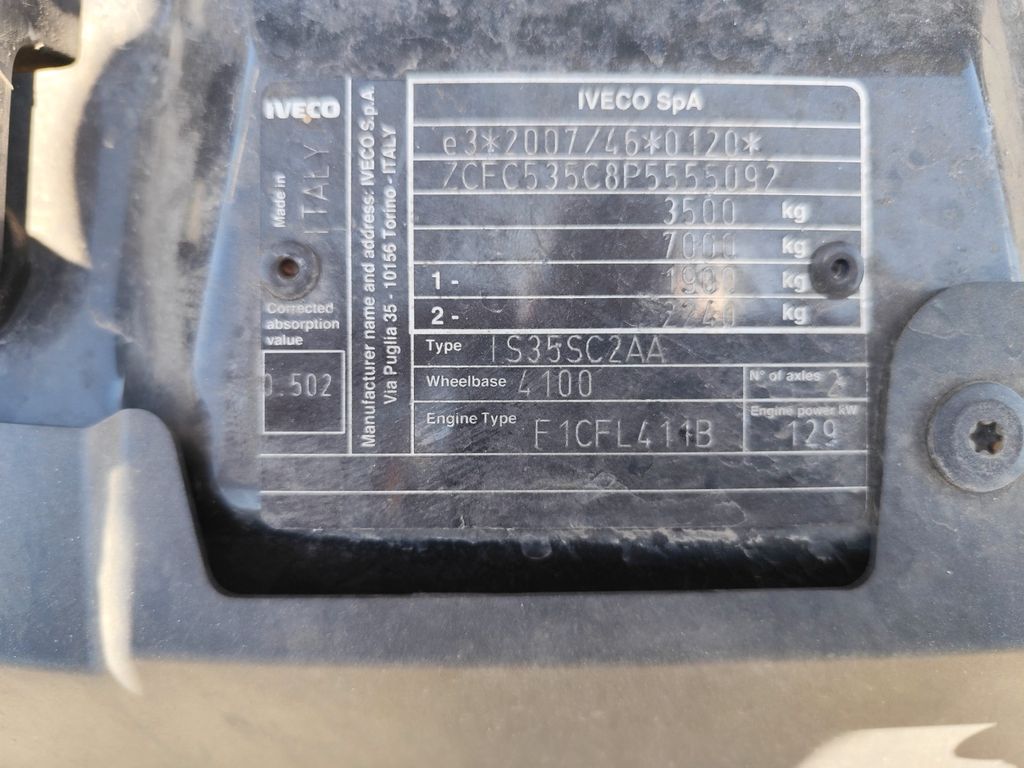 IVECO
Made in
ITALY
Corrected
absorption
value
0.502
Manufacturer name and address: IVECO S.p.A.
Via Puglia 35 - 10156 Torino - ITALY
IVECO SpA
e3*2007/46*0120*
ZCFC535C8P5555092
3500 kg
7000 kg
1 - 1900 kg
2 - 2240 kg
Type IS35SC2AA
Wheelbase 4100
N° of axles 2
Engine Type F1CFL411B
Engine power kW 129